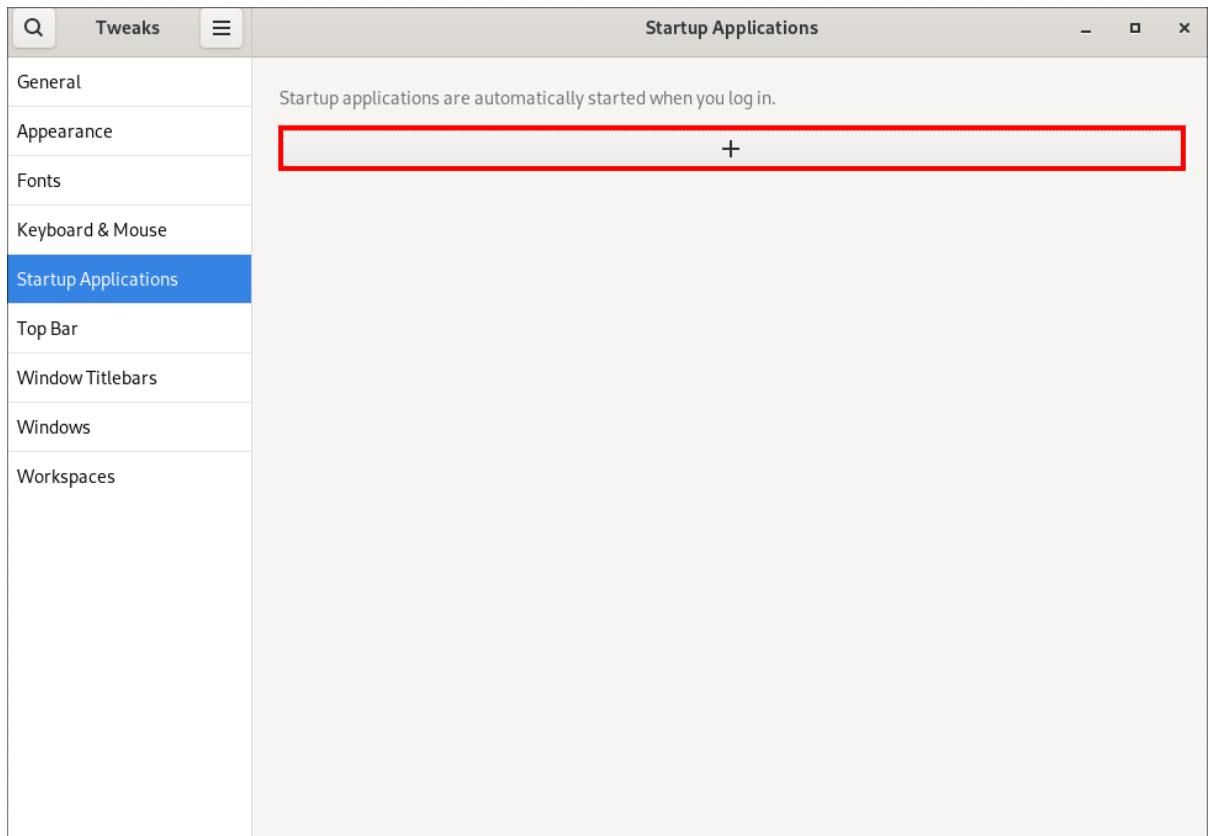 Tweaks
Startup Applications
General
Appearance
Fonts
Keyboard & Mouse
Startup Applications
Top Bar
Window Titlebars
Windows
Workspaces
Startup applications are automatically started when you log in.
+